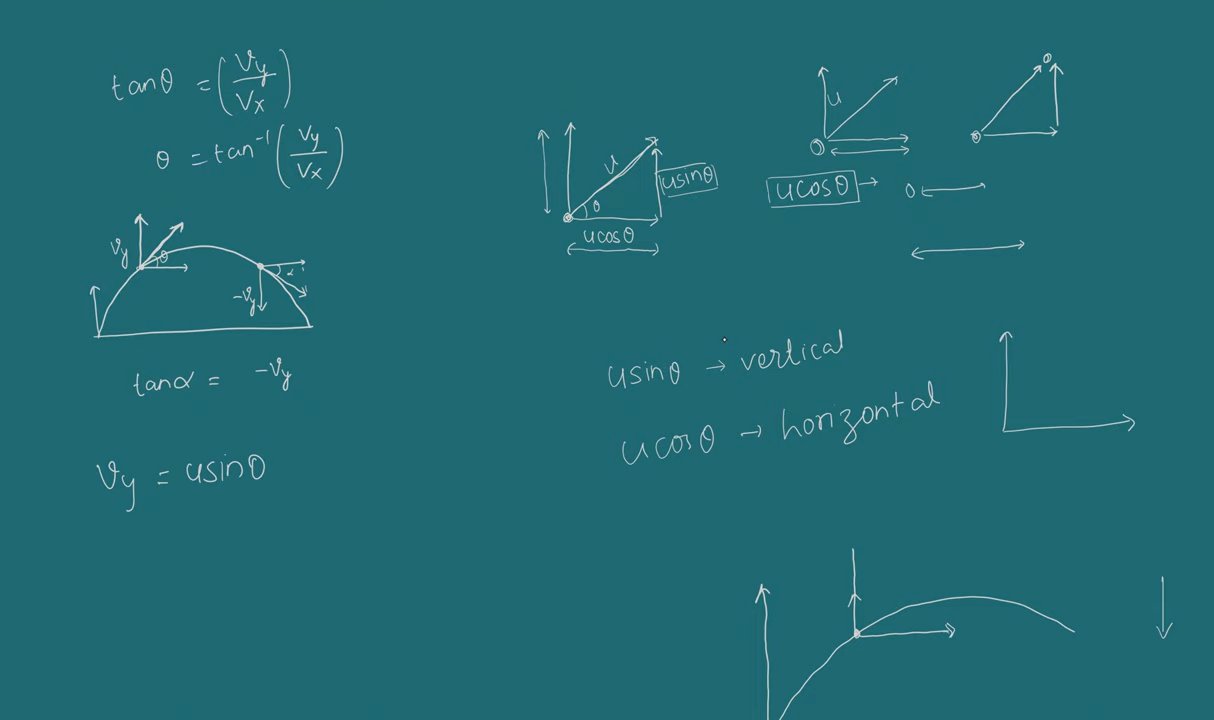 tanθ = (Vy/Vx)
θ = tan⁻¹(Vy/Vx)
Vy
θ
-Vy
α
tanα = -Vy
Vy = usinθ
θ
usinθ
ucosθ
u
ucosθ →
usinθ → vertical
ucosθ → horizontal